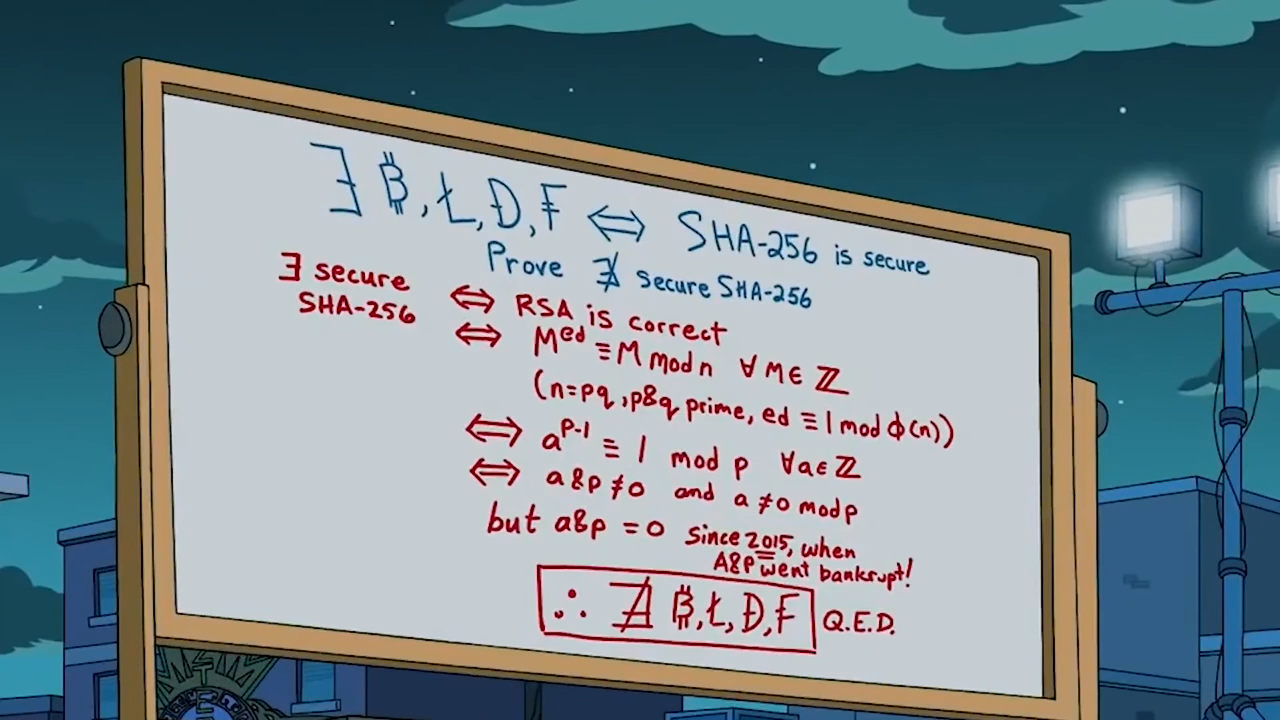 ∃ ₿, Ł, Đ, ₣ ⇔ SHA-256 is secure
Prove ∄ secure SHA-256
∃ secure SHA-256 ⇔ RSA is correct
⇔ M^ed ≡ M mod n ∀ M ∈ ℤ
(n=pq, p&q prime, ed ≡ 1 mod ϕ(n))
⇔ a^P-1 ≡ 1 mod p ∀a∈ ℤ
⇔ a&p ≠ 0 and a ≠ 0 mod p
but a&p = 0 since 2015, when
A&P went bankrupt!
∴ ∄ ₿, Ł, Đ, ₣ Q.E.D.